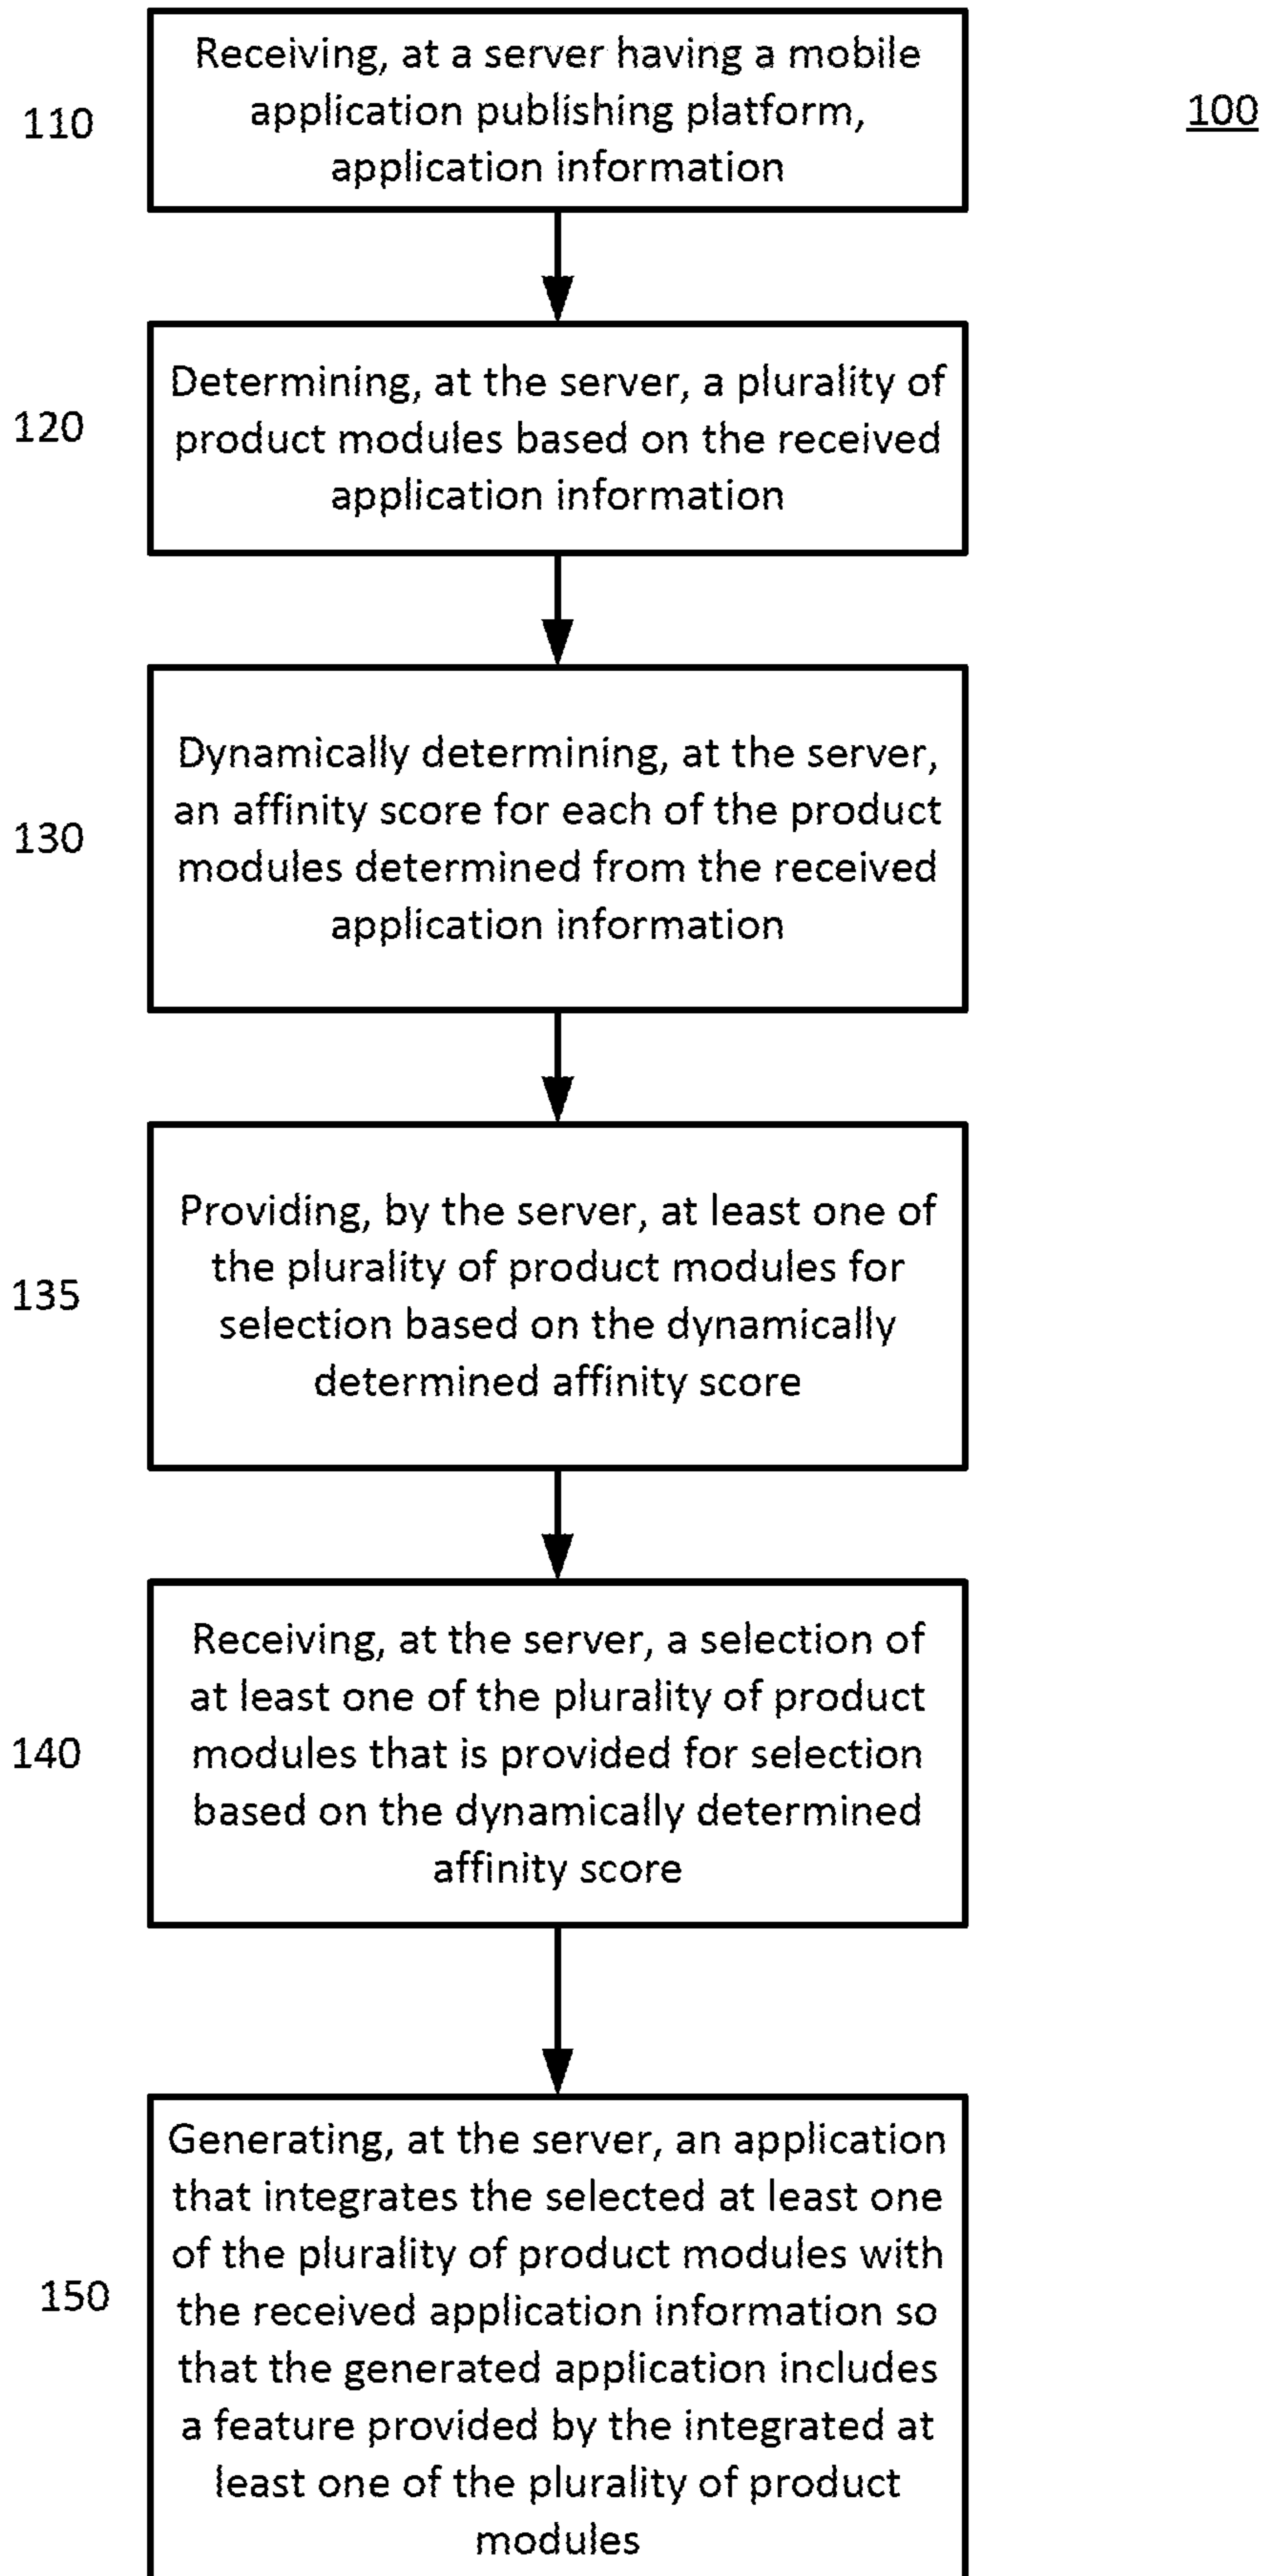 Receiving, at a server having a mobile
application publishing platform,
application information
110
100
Determining, at the server, a plurality of
product modules based on the received
application information
120
Dynamically determining, at the server,
an affinity score for each of the product
modules determined from the received
application information
130
Providing, by the server, at least one of
the plurality of product modules for
selection based on the dynamically
determined affinity score
135
Receiving, at the server, a selection of
at least one of the plurality of product
modules that is provided for selection
based on the dynamically determined
affinity score
140
Generating, at the server, an application
that integrates the selected at least one
of the plurality of product modules with
the received application information so
that the generated application includes
a feature provided by the integrated at
least one of the plurality of product
modules
150